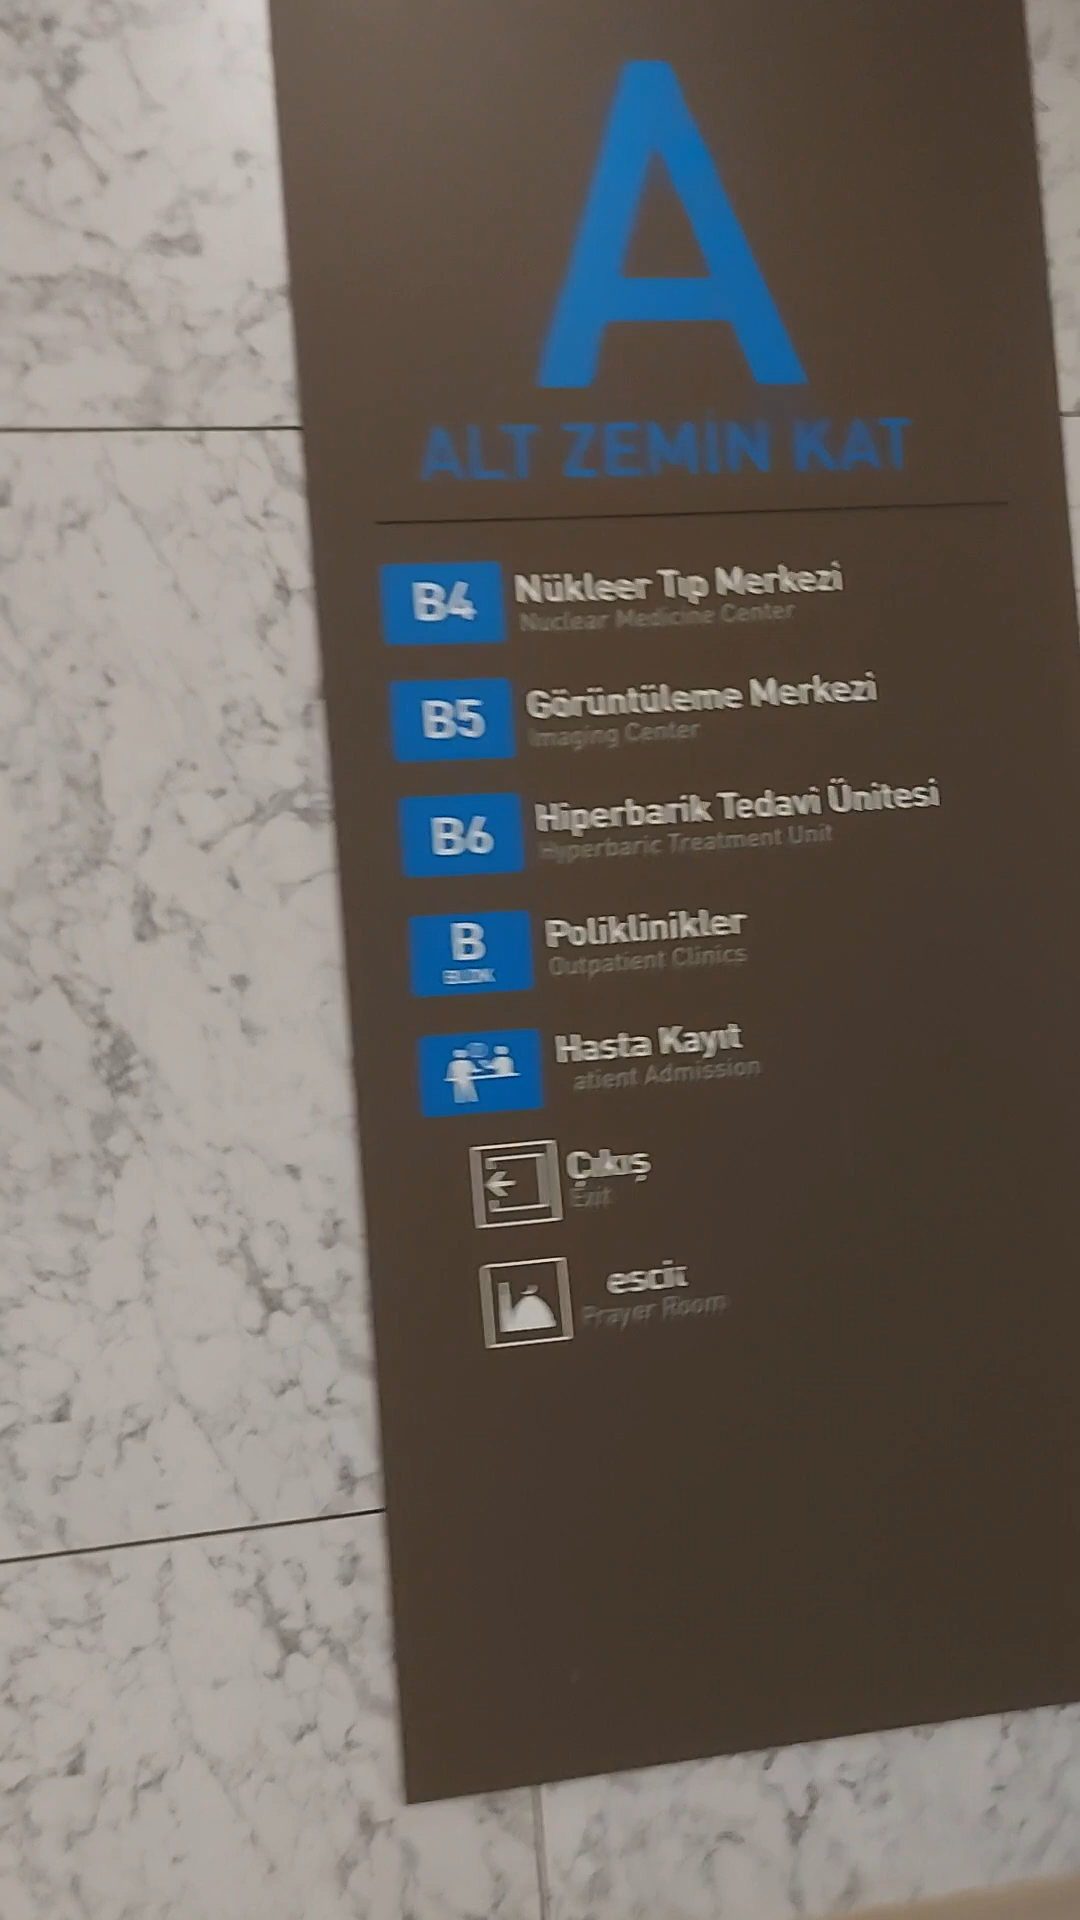 A
ALT ZEMİN KAT
B4 Nükleer Tıp Merkezi
Nuclear Medicine Center
B5 Görüntüleme Merkezi
Imaging Center
B6 Hiperbarik Tedavi Ünitesi
Hyperbaric Treatment Unit
B Poliklinikler
BLOK Outpatient Clinics
Hasta Kayıt
atient Admission
Çıkış
Exit
escit
Prayer Room